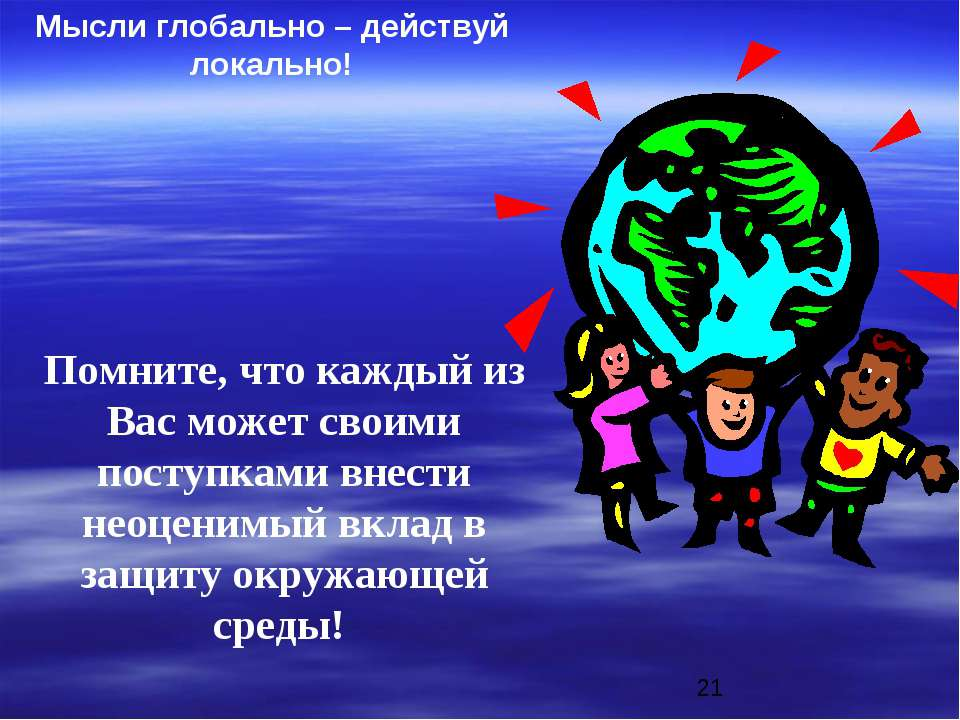 Мысли глобально – действуй
локально!
Помните, что каждый из
Вас может своими
поступками внести
неоценимый вклад в
защиту окружающей
среды!
21